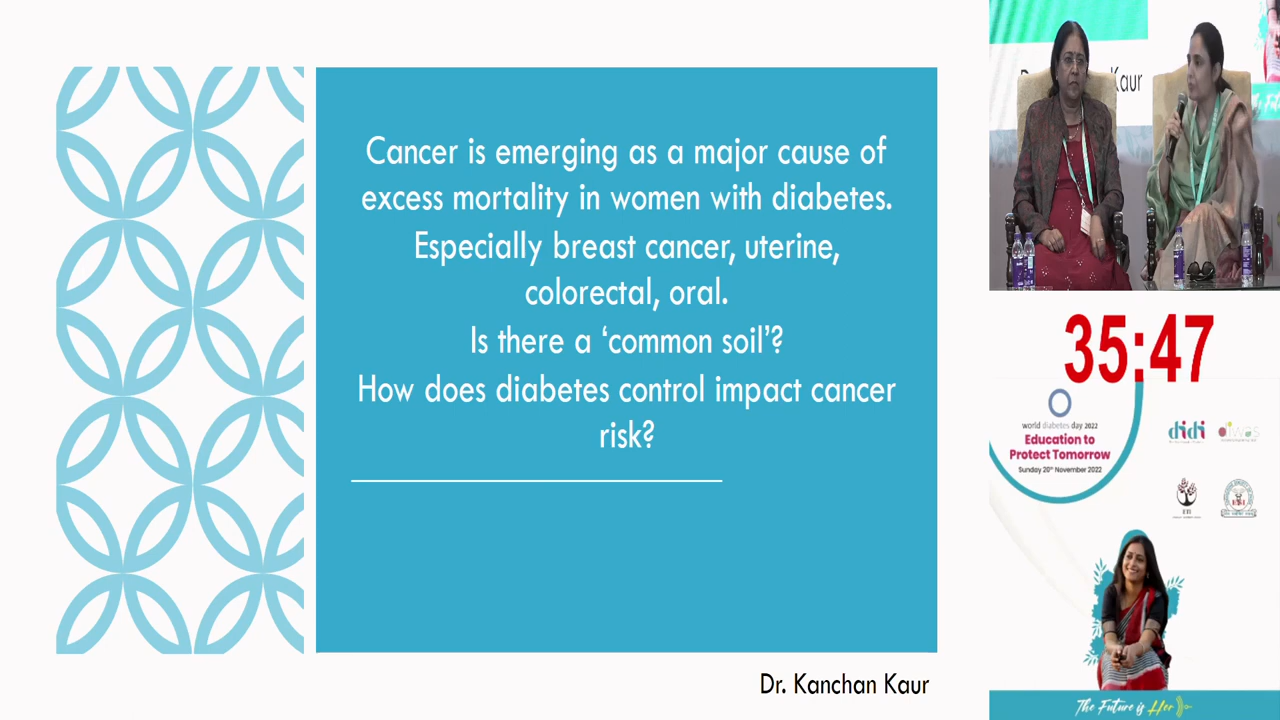 Cancer is emerging as a major cause of
excess mortality in women with diabetes.
Especially breast cancer, uterine,
colorectal, oral.
Is there a ‘common soil’?
How does diabetes control impact cancer
risk?
Dr. Kanchan Kaur
Kaur
35:47
world diabetes day 2022
Education to
Protect Tomorrow
Sunday 20th November 2022
didi
The Future is Her